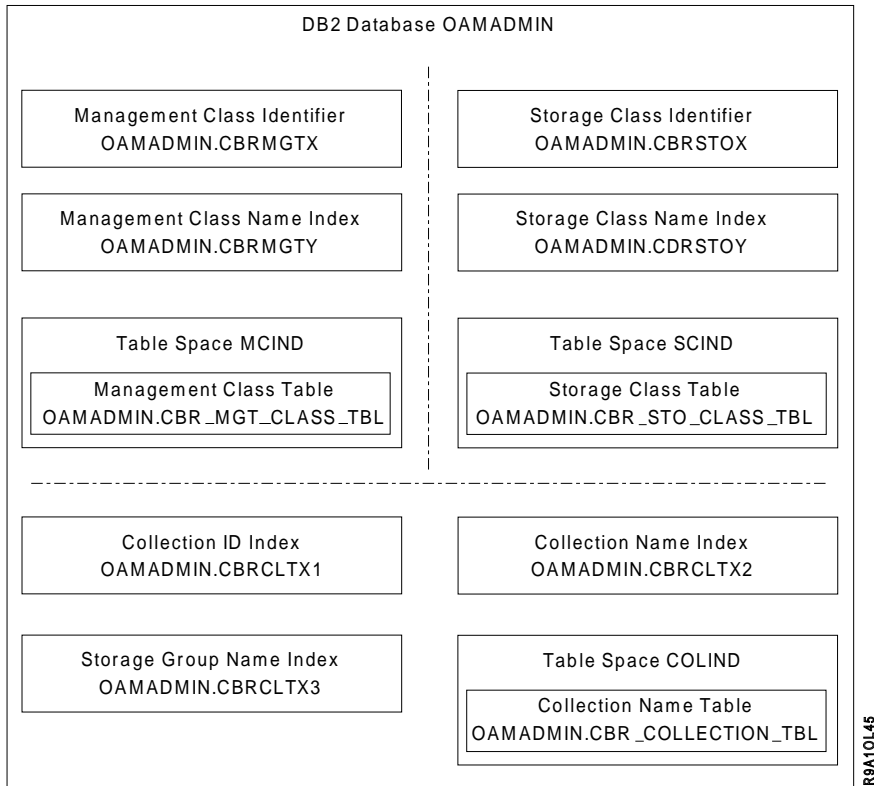 DB2 Database OAMADMIN
Management Class Identifier
OAMADMIN.CBRMGTX
Storage Class Identifier
OAMADMIN.CBRSTOX
Management Class Name Index
OAMADMIN.CBRMGTY
Storage Class Name Index
OAMADMIN.CDRSTOY
Table Space MCIND
Management Class Table
OAMADMIN.CBR_MGT_CLASS_TBL
Table Space SCIND
Storage Class Table
OAMADMIN.CBR_STO_CLASS_TBL
Collection ID Index
OAMADMIN.CBRCLTX1
Collection Name Index
OAMADMIN.CBRCLTX2
Storage Group Name Index
OAMADMIN.CBRCLTX3
Table Space COLIND
Collection Name Table
OAMADMIN.CBR_COLLECTION_TBL
R9A1OL45